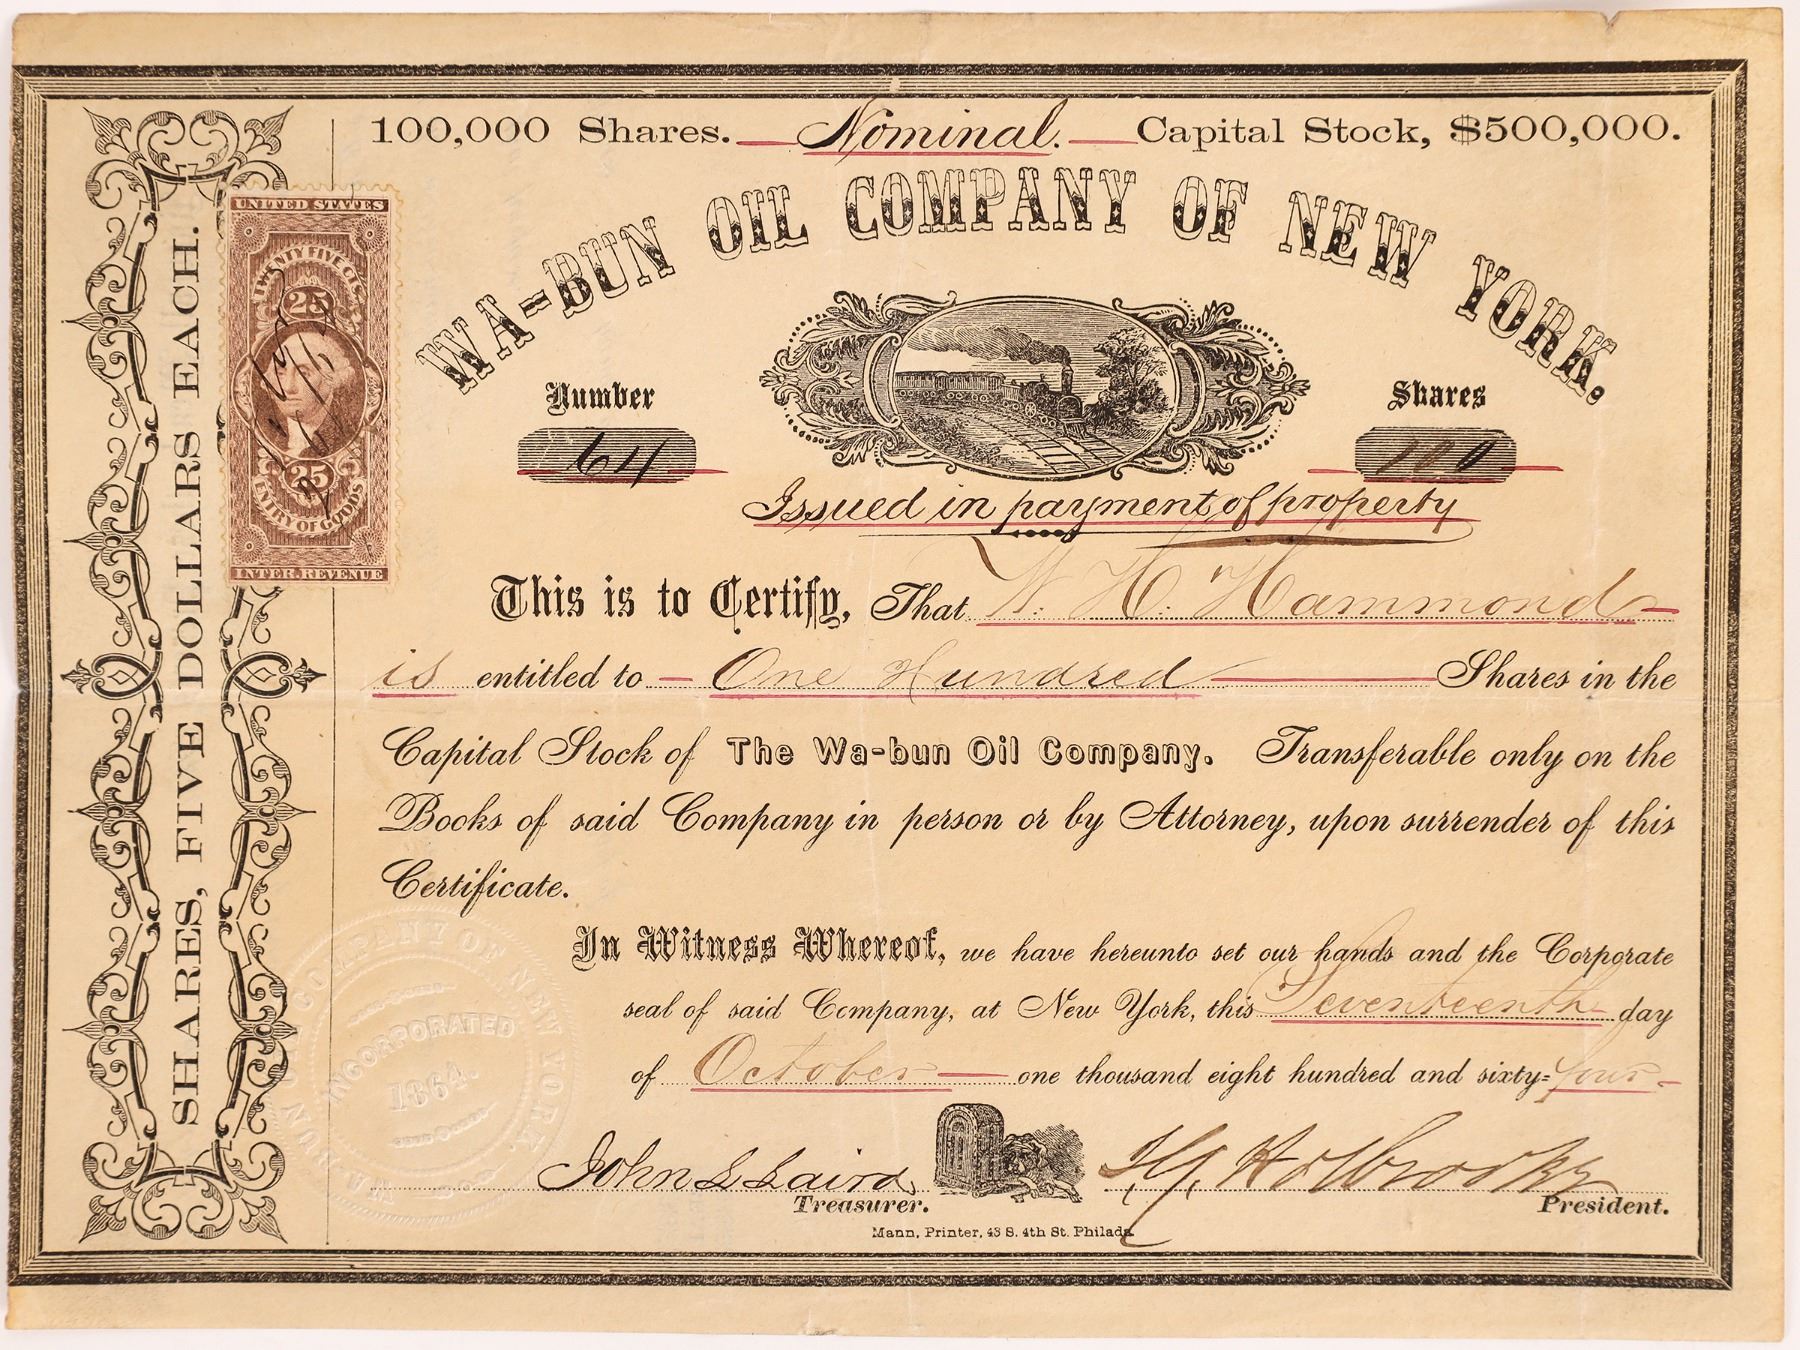 100,000 Shares. Nominal. Capital Stock, $500,000.
WA-BUN OIL COMPANY OF NEW YORK.
SHARES, FIVE DOLLARS EACH.
UNITED STATES
TWENTY FIVE CTS.
25
25
ENTRY OF GOODS
INTER. REVENUE
Number
64
Shares
100
Issued in payment of property
This is to Certify, That W. H. Hammond
is entitled to One Hundred Shares in the
Capital Stock of The Wa-bun Oil Company. Transferable only on the
Books of said Company in person or by Attorney, upon surrender of this
Certificate.
In Witness Whereof, we have hereunto set our hands and the Corporate
seal of said Company, at New York, this Seventeenth day
of October one thousand eight hundred and sixty=four
WA-BUN OIL COMPANY OF NEW YORK
INCORPORATED
1864.
John L Laird
Treasurer.
Holbrook
President.
Mann, Printer, 43 S. 4th St. Philada